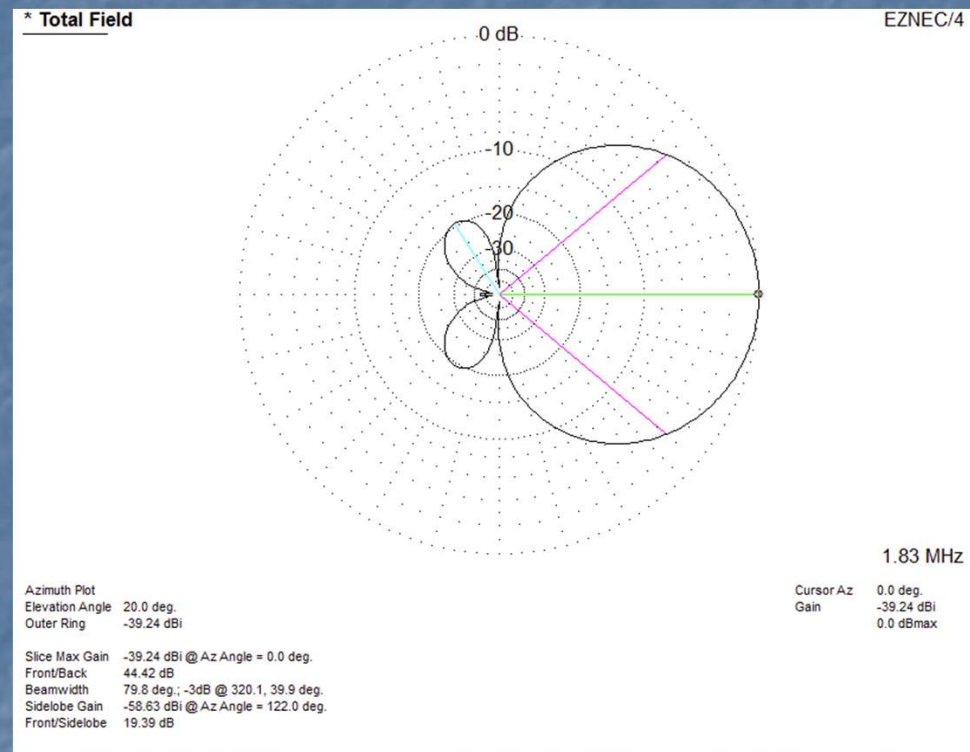 * Total Field
EZNEC/4
0 dB
-10
-20
-30
1.83 MHz
Azimuth Plot
Elevation Angle 20.0 deg.
Outer Ring -39.24 dBi
Cursor Az 0.0 deg.
Gain -39.24 dBi
0.0 dBmax
Slice Max Gain -39.24 dBi @ Az Angle = 0.0 deg.
Front/Back 44.42 dB
Beamwidth 79.8 deg.; -3dB @ 320.1, 39.9 deg.
Sidelobe Gain -58.63 dBi @ Az Angle = 122.0 deg.
Front/Sidelobe 19.39 dB